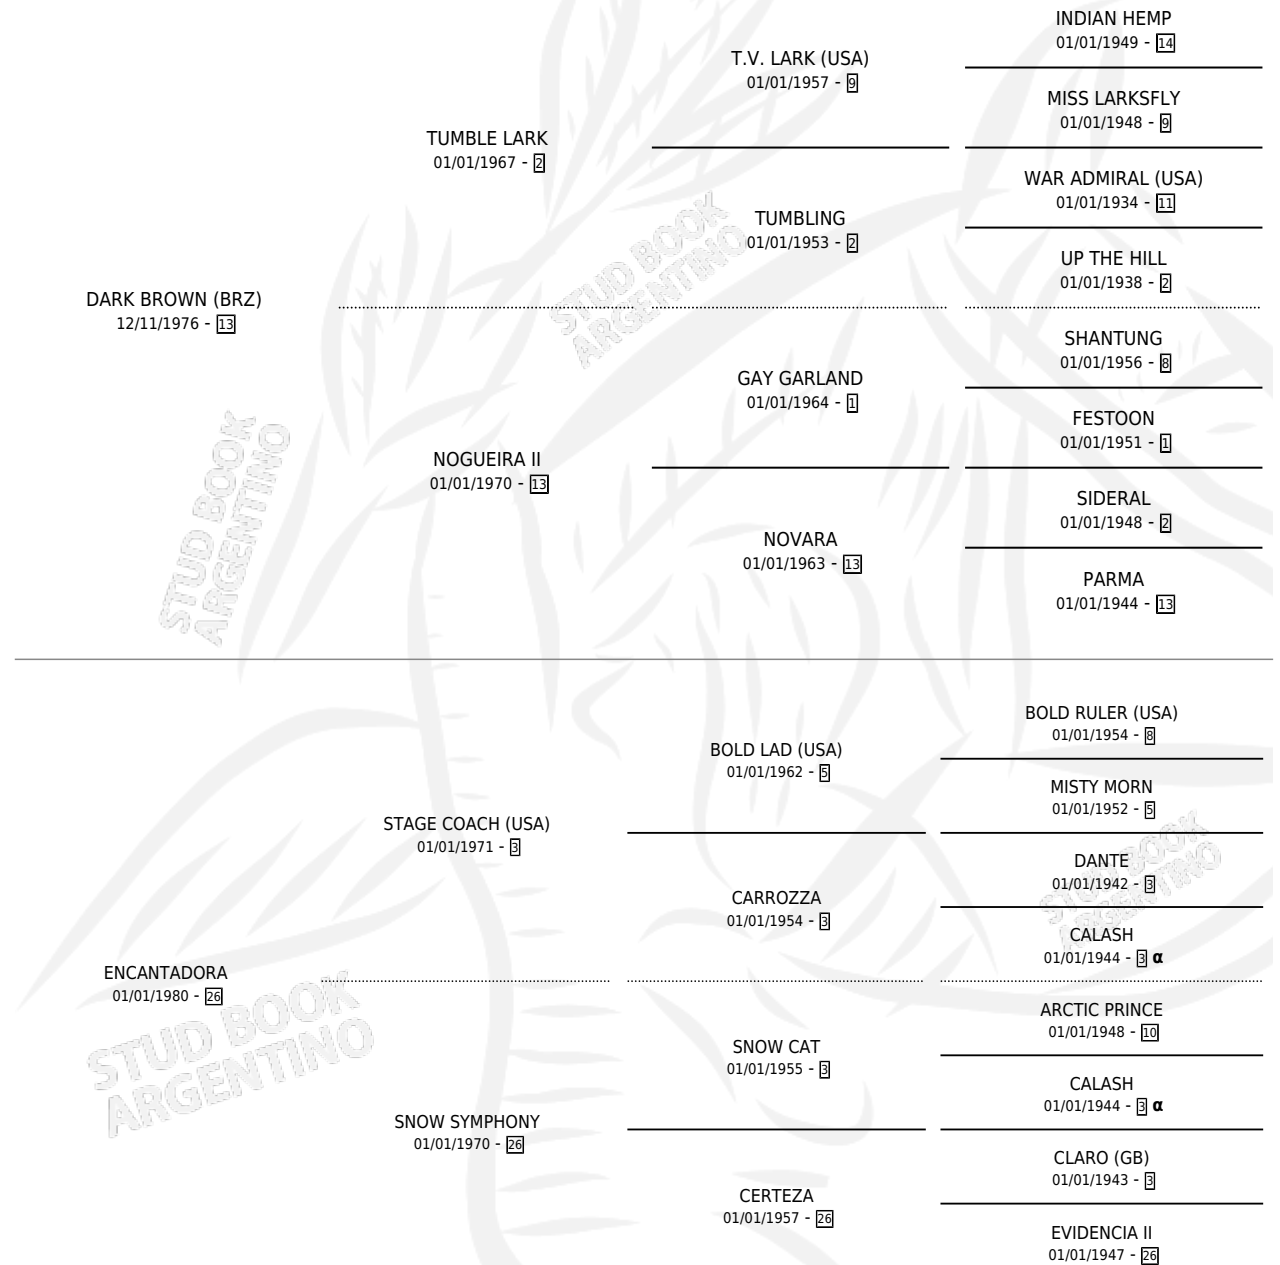 INDIAN HEMP
01/01/1949 - 14
T.V. LARK (USA)
01/01/1957 - 9
MISS LARKSFLY
01/01/1948 - 9
TUMBLE LARK
01/01/1967 - 2
WAR ADMIRAL (USA)
01/01/1934 - 11
TUMBLING
01/01/1953 - 2
UP THE HILL
01/01/1938 - 2
STUD BOOK
ARGENTINO
DARK BROWN (BRZ)
12/11/1976 - 13
SHANTUNG
01/01/1956 - 8
GAY GARLAND
01/01/1964 - 1
FESTOON
01/01/1951 - 1
NOGUEIRA II
01/01/1970 - 13
SIDERAL
01/01/1948 - 2
NOVARA
01/01/1963 - 13
PARMA
01/01/1944 - 13
STUD BOOK
ARGENTINO
BOLD RULER (USA)
01/01/1954 - 8
BOLD LAD (USA)
01/01/1962 - 5
MISTY MORN
01/01/1952 - 5
STAGE COACH (USA)
01/01/1971 - 3
DANTE
01/01/1942 - 3
CARROZZA
01/01/1954 - 3
CALASH
01/01/1944 - 3 α
STUD BOOK
ARGENTINO
ENCANTADORA
01/01/1980 - 26
ARCTIC PRINCE
01/01/1948 - 10
SNOW CAT
01/01/1955 - 3
CALASH
01/01/1944 - 3 α
SNOW SYMPHONY
01/01/1970 - 26
CLARO (GB)
01/01/1943 - 3
CERTEZA
01/01/1957 - 26
EVIDENCIA II
01/01/1947 - 26
STUD BOOK
ARGENTINO